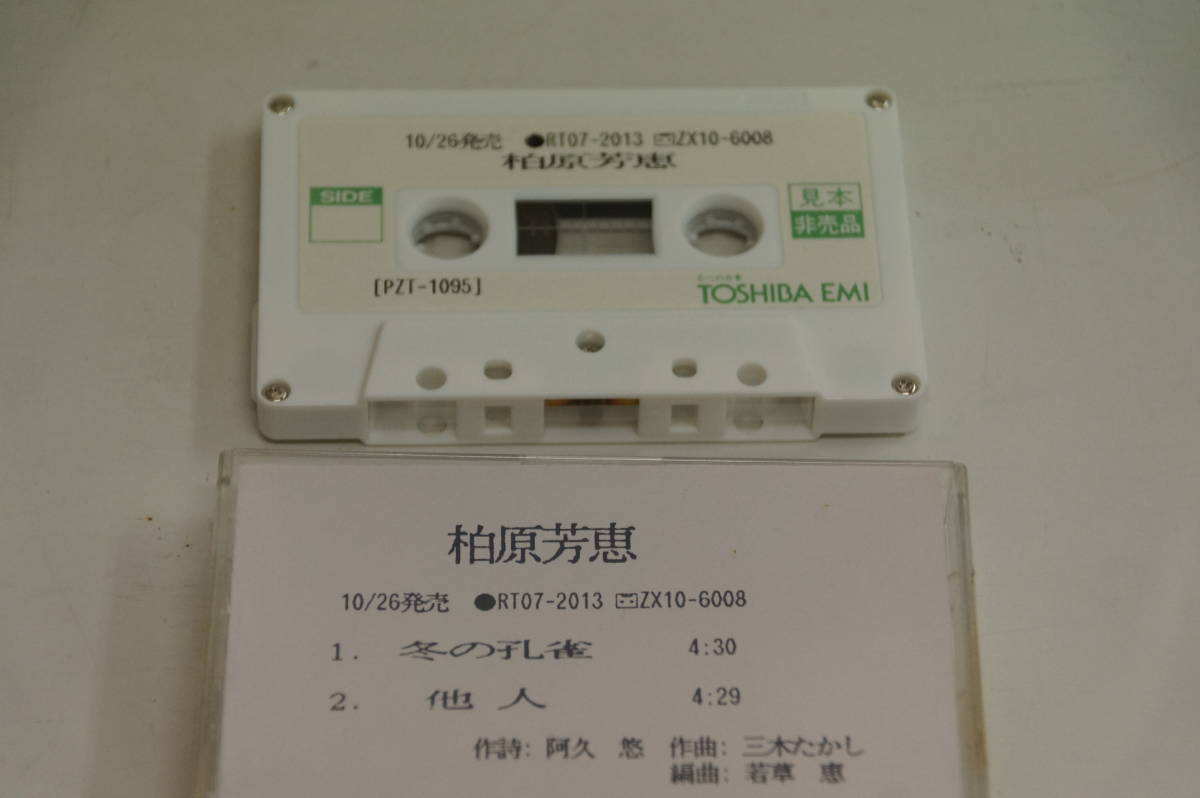 10/26発売 ●RT07-2013 ZX10-6008
柏原芳恵
SIDE
見本
非売品
[PZT-1095]
TOSHIBA EMI
柏原芳恵
10/26発売 ●RT07-2013 ZX10-6008
1. 冬の孔雀 4:30
2. 他 人 4:29
作詩: 阿久 悠 作曲: 三木たかし
編曲: 若草 恵